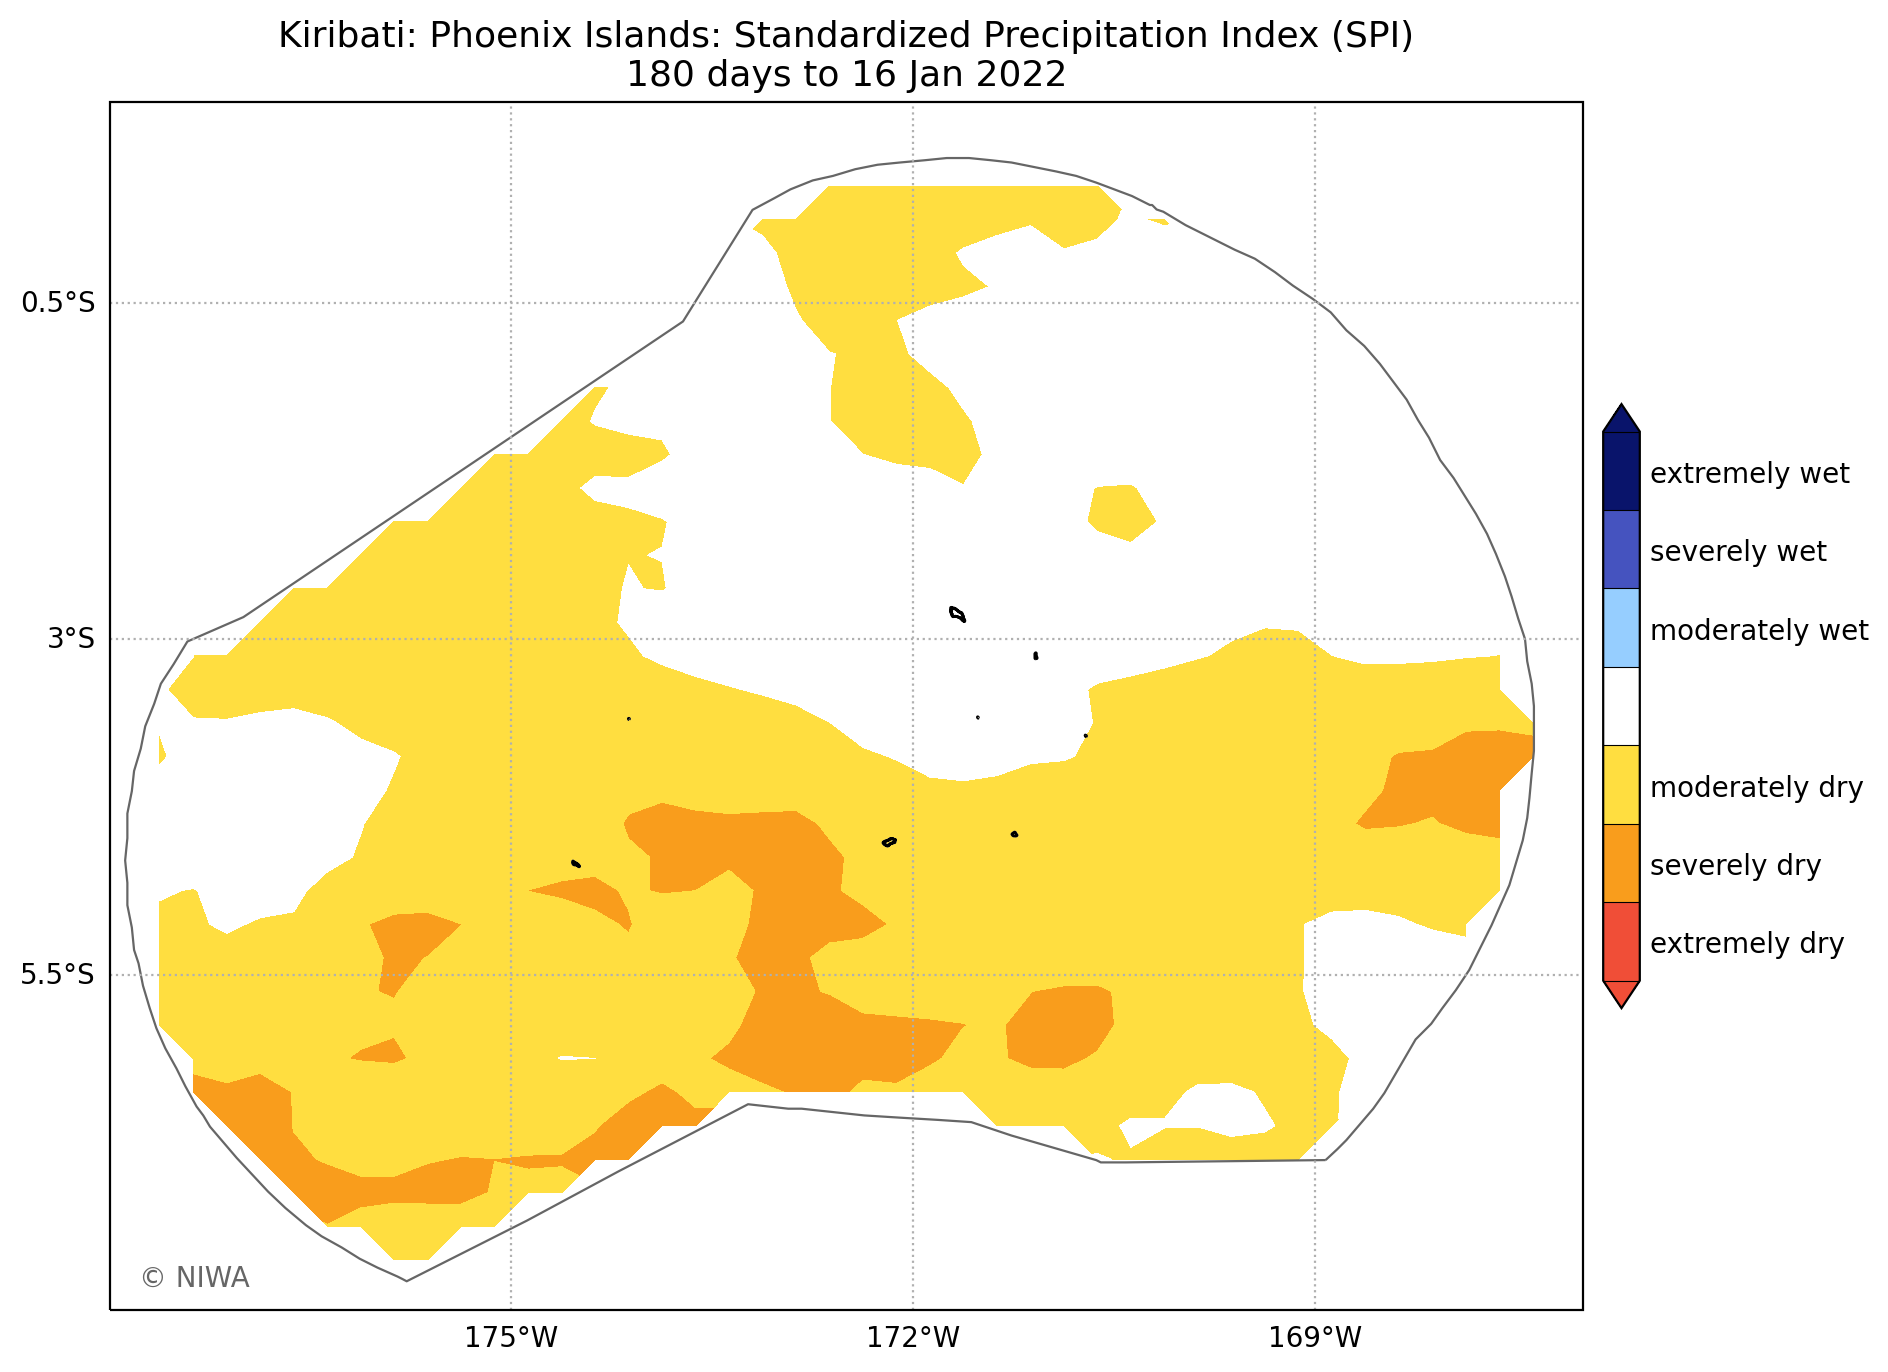 Kiribati: Phoenix Islands: Standardized Precipitation Index (SPI)
180 days to 16 Jan 2022
0.5°S
3°S
5.5°S
175°W
172°W
169°W
extremely wet
severely wet
moderately wet
moderately dry
severely dry
extremely dry
© NIWA